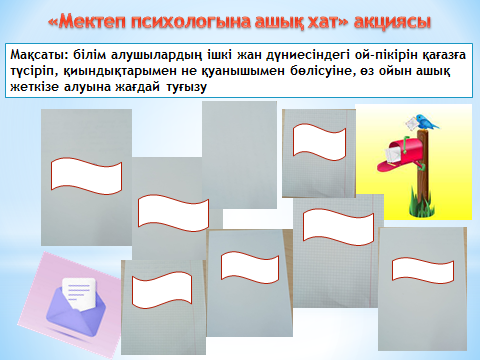 «Мектеп психологына ашық хат» акциясы
Мақсаты: білім алушылардың ішкі жан дүниесіндегі ой-пікірін қағазға
түсіріп, қиындықтарымен не қуанышымен бөлісуіне, өз ойын ашық
жеткізе алуына жағдай туғызу